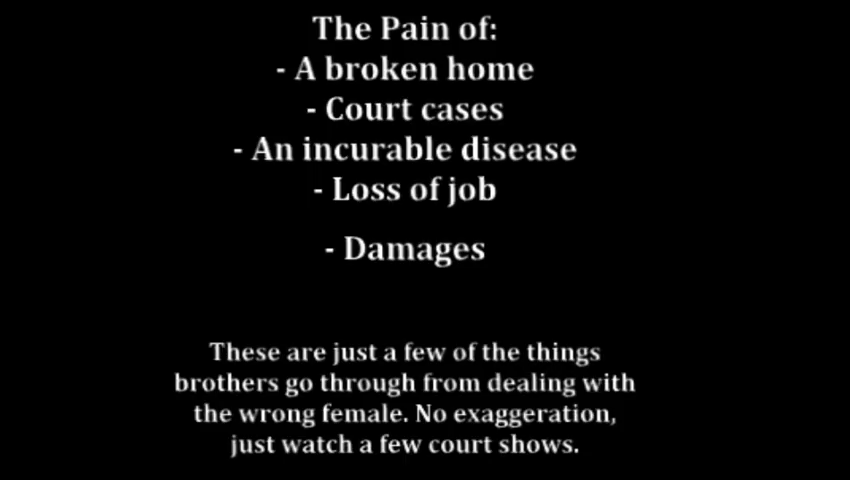 The Pain of:
- A broken home
- Court cases
- An incurable disease
- Loss of job
- Damages
These are just a few of the things
brothers go through from dealing with
the wrong female. No exaggeration,
just watch a few court shows.